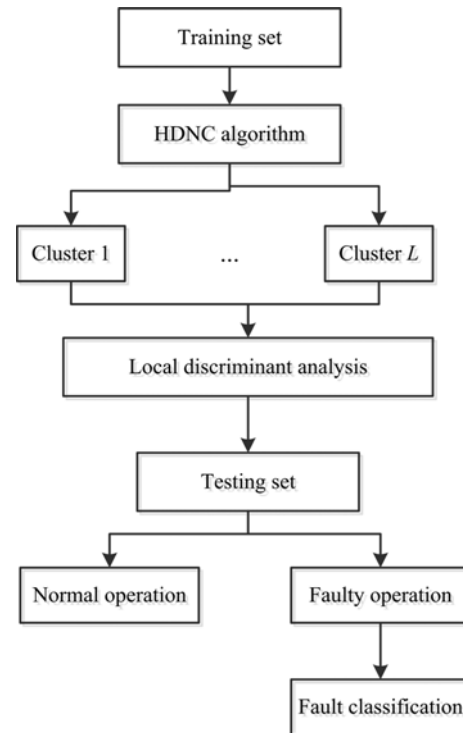 Training set
HDNC algorithm
Cluster 1
...
Cluster L
Local discriminant analysis
Testing set
Normal operation
Faulty operation
Fault classification